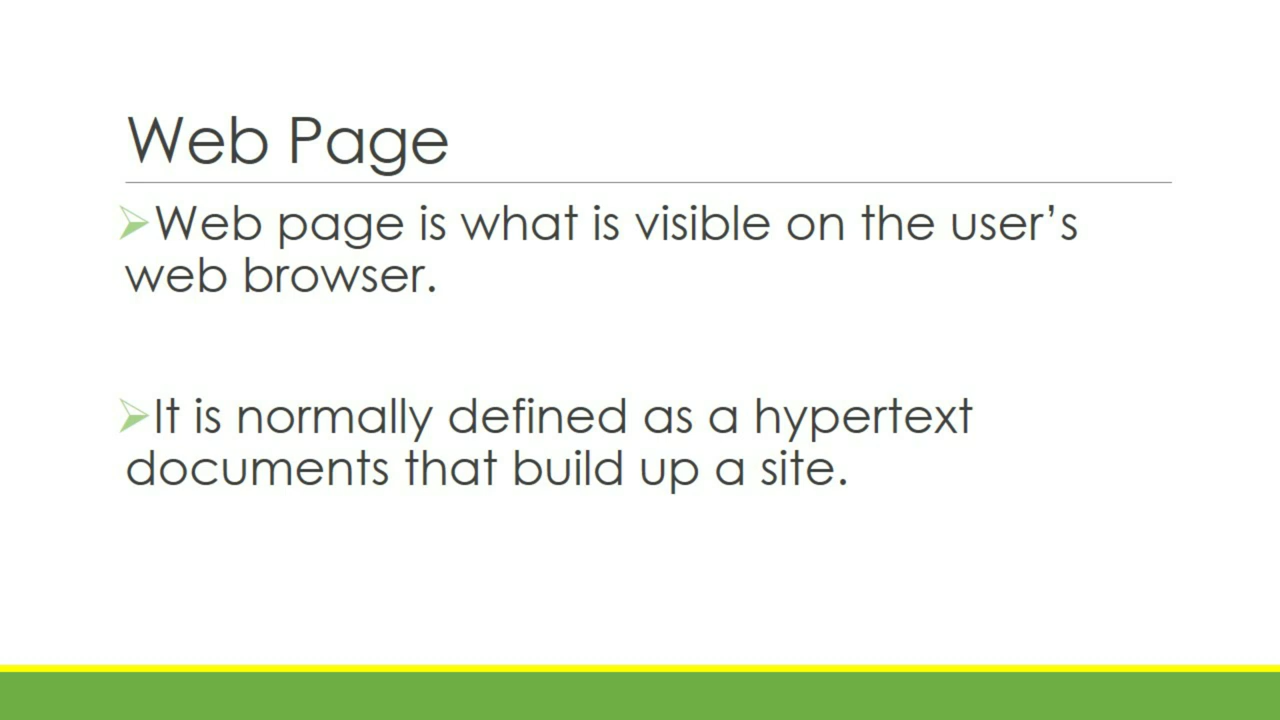 Web Page
➢Web page is what is visible on the user’s
web browser.
➢It is normally defined as a hypertext
documents that build up a site.